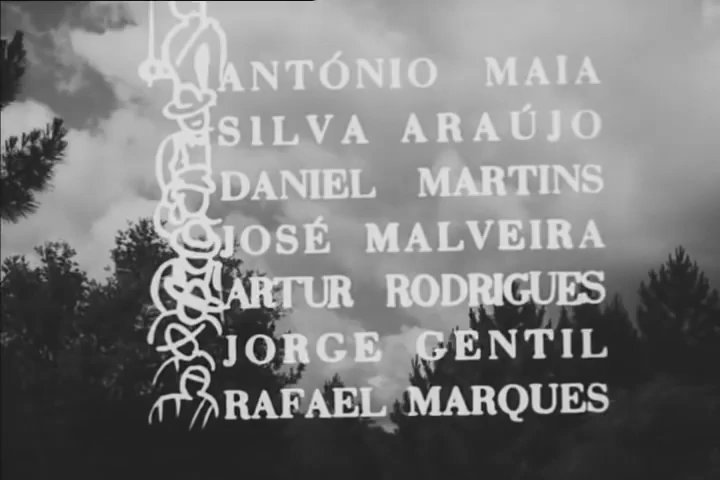 ANTÓNIO MAIA
SILVA ARAÚJO
DANIEL MARTINS
JOSÉ MALVEIRA
ARTUR RODRIGUES
JORGE GENTIL
RAFAEL MARQUES